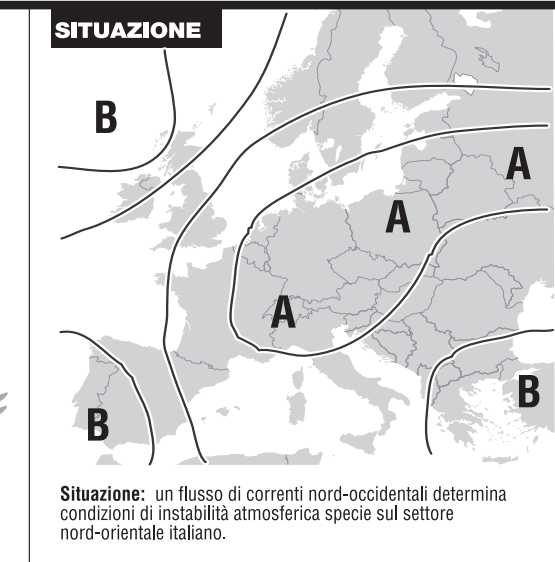 SITUAZIONE
B
A
A
A
B
B
Situazione: un flusso di correnti nord-occidentali determina
condizioni di instabilità atmosferica specie sul settore
nord-orientale italiano.